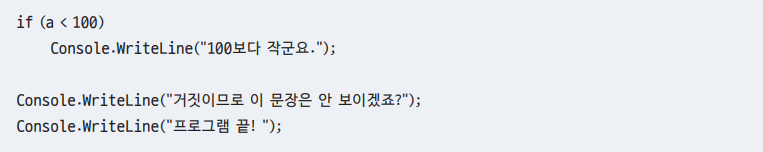 if (a < 100)
    Console.WriteLine("100보다 작군요.");
Console.WriteLine("거짓이므로 이 문장은 안 보이겠죠?");
Console.WriteLine("프로그램 끝! ");